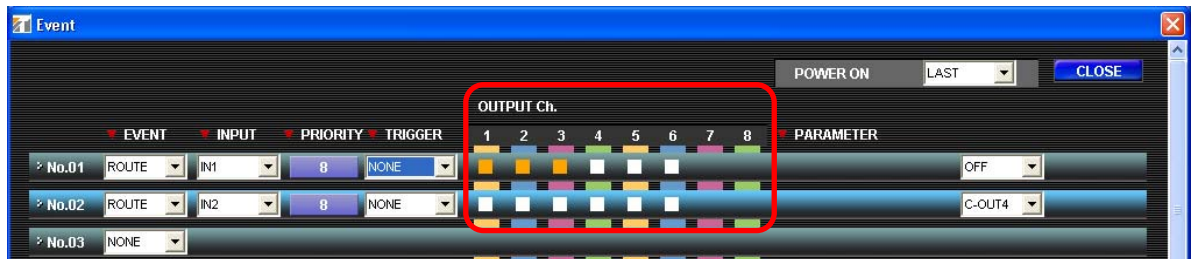 Event
POWER ON LAST CLOSE
OUTPUT Ch.
EVENT INPUT PRIORITY TRIGGER 1 2 3 4 5 6 7 8 PARAMETER
No.01 ROUTE IN1 8 NONE OFF
No.02 ROUTE IN2 8 NONE C-OUT4
No.03 NONE